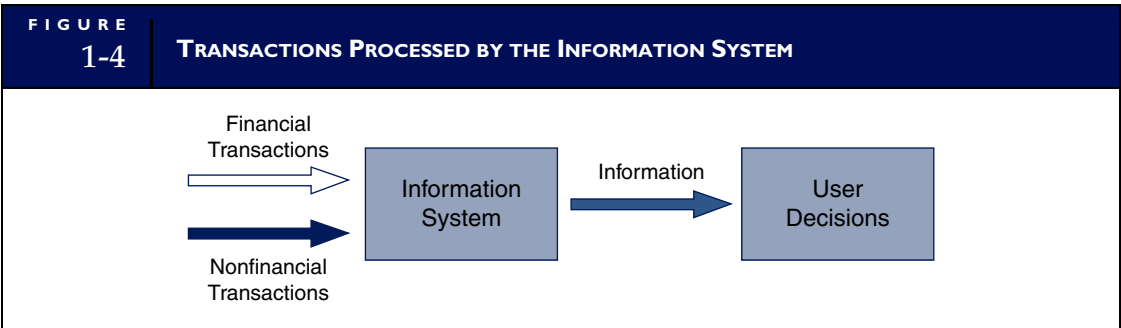 FIGURE
1-4
TRANSACTIONS PROCESSED BY THE INFORMATION SYSTEM
Financial
Transactions
Information
System
Information
User
Decisions
Nonfinancial
Transactions